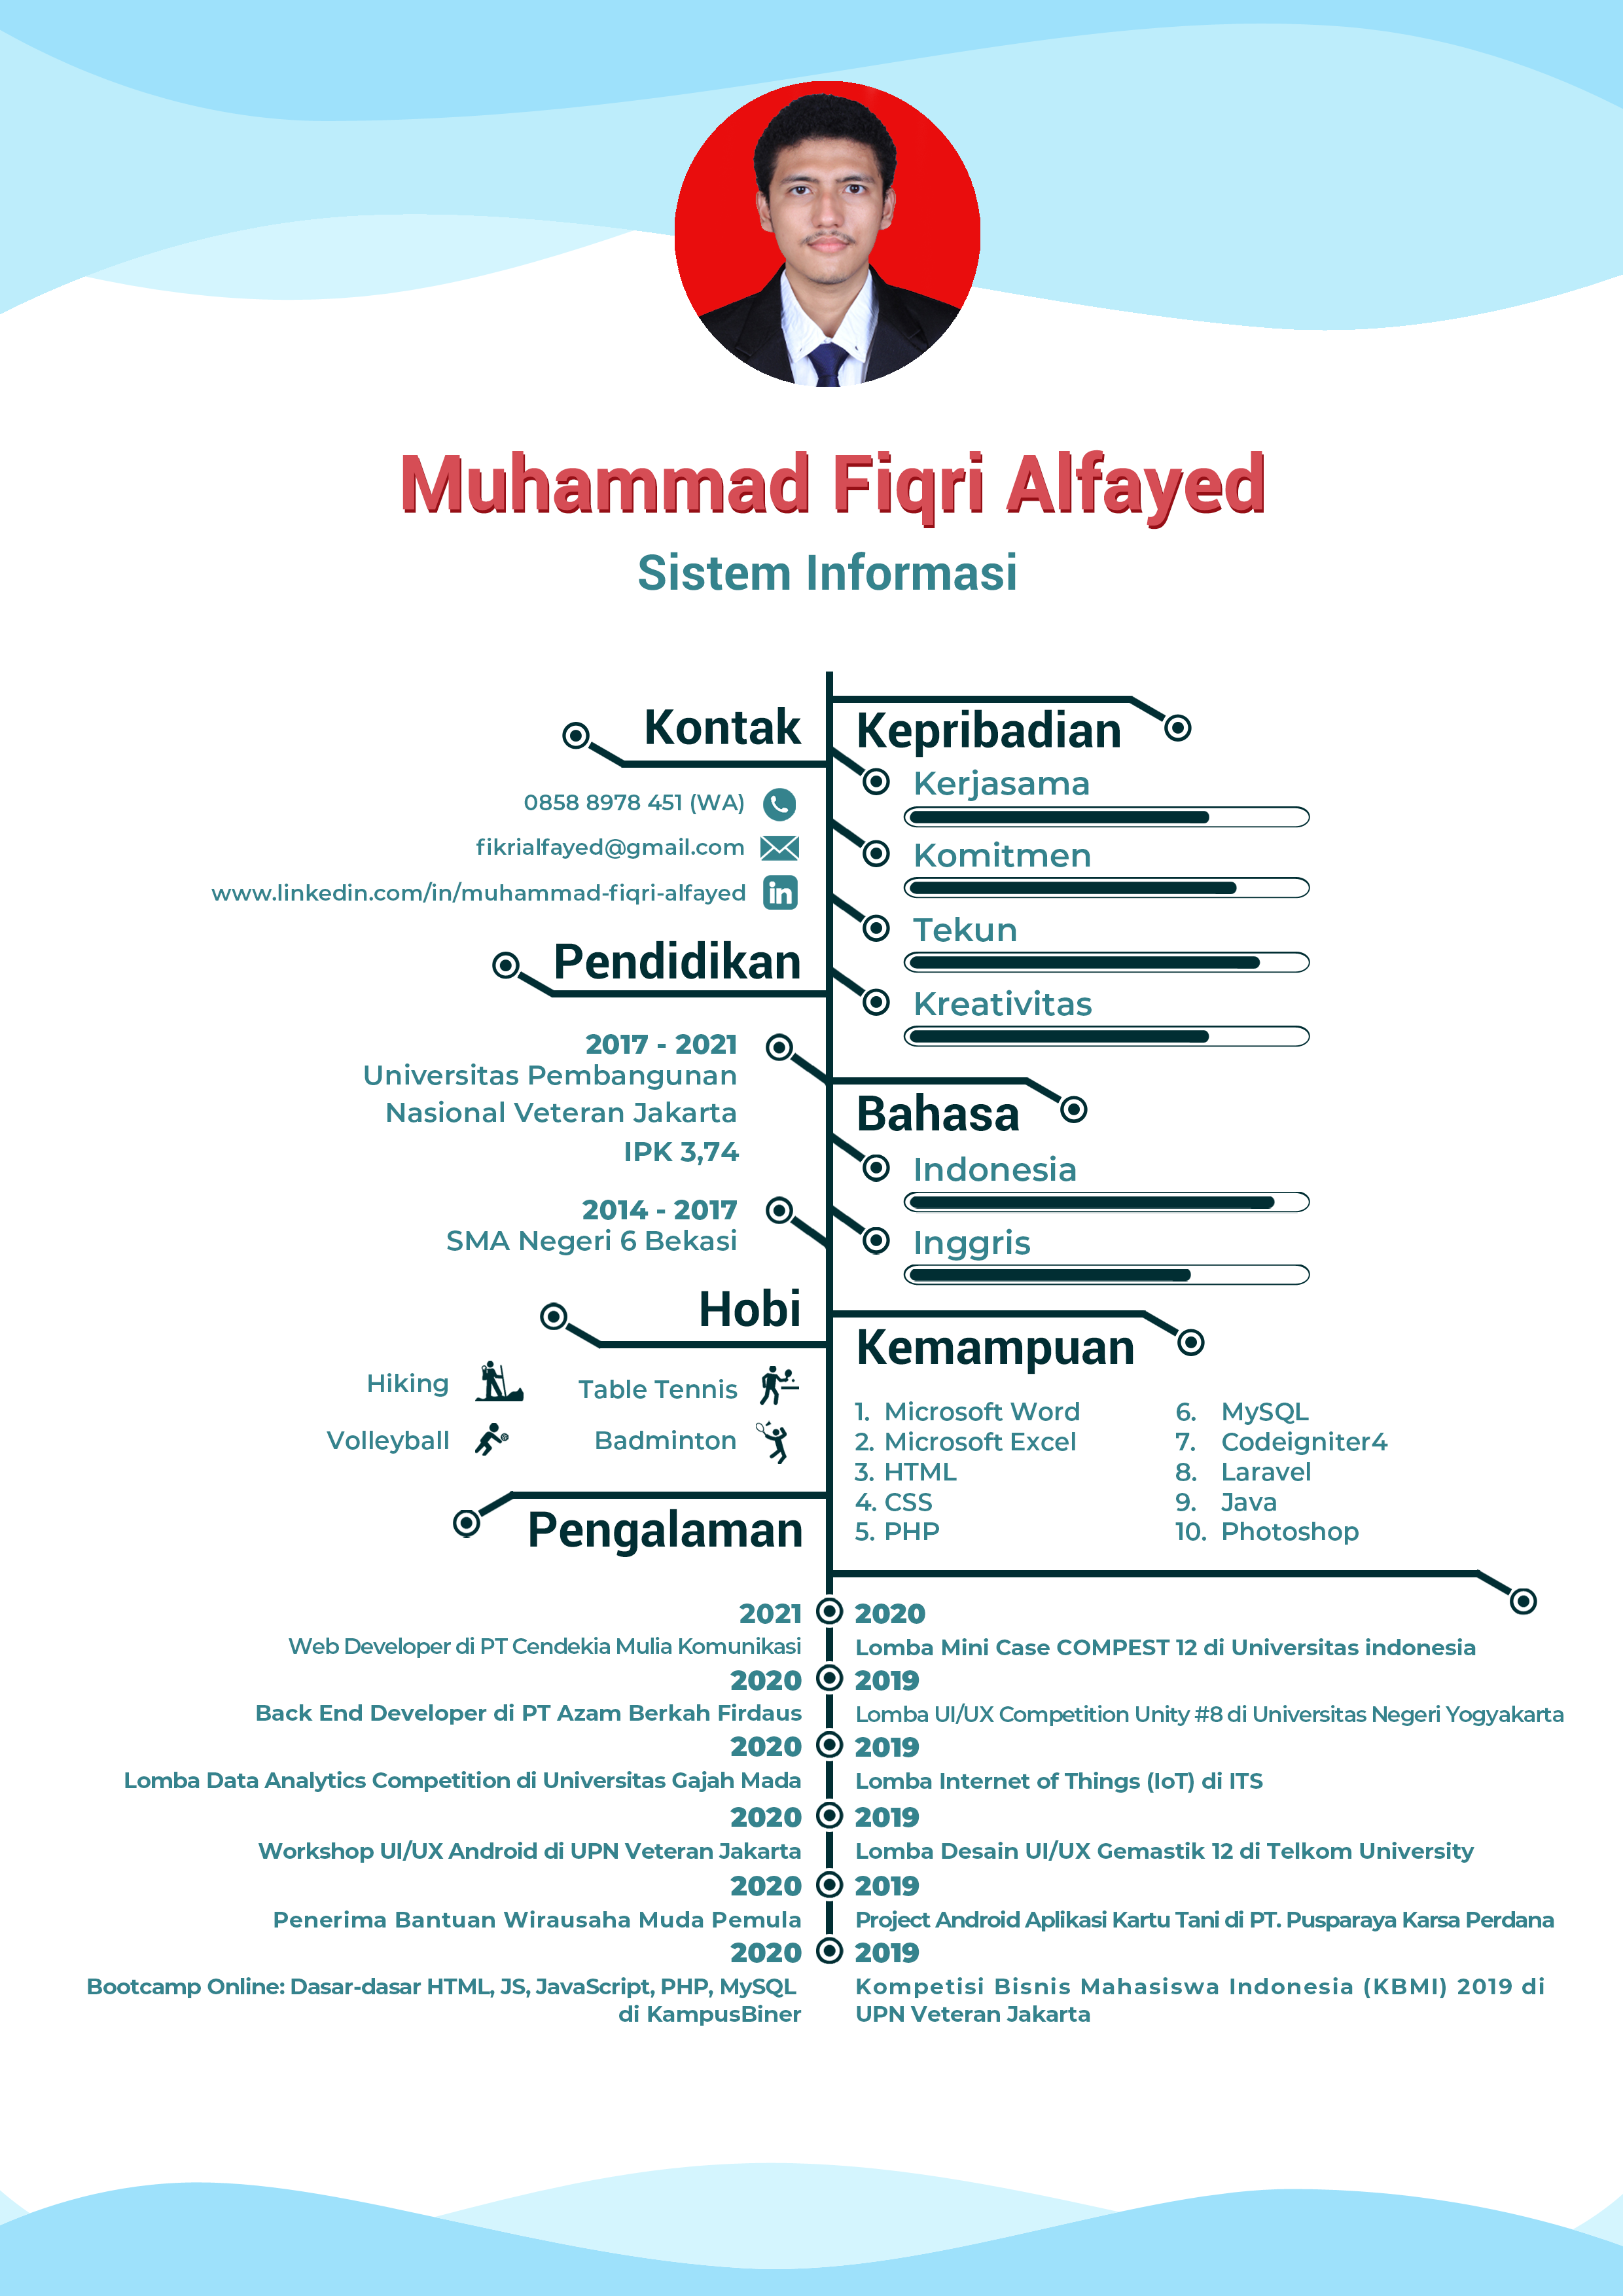 Muhammad Fiqri Alfayed
Sistem Informasi
Kontak
0858 8978 451 (WA)
fikrialfayed@gmail.com
www.linkedin.com/in/muhammad-fiqri-alfayed
in
Pendidikan
2017 - 2021
Universitas Pembangunan
Nasional Veteran Jakarta
IPK 3,74
2014 - 2017
SMA Negeri 6 Bekasi
Hobi
Hiking
Table Tennis
Volleyball
Badminton
Kepribadian
Kerjasama
Komitmen
Tekun
Kreativitas
Bahasa
Indonesia
Inggris
Kemampuan
1. Microsoft Word
2. Microsoft Excel
3. HTML
4. CSS
5. PHP
6. MySQL
7. Codeigniter4
8. Laravel
9. Java
10. Photoshop
Pengalaman
2021
Web Developer di PT Cendekia Mulia Komunikasi
2020
Back End Developer di PT Azam Berkah Firdaus
2020
Lomba Data Analytics Competition di Universitas Gajah Mada
2020
Workshop UI/UX Android di UPN Veteran Jakarta
2020
Penerima Bantuan Wirausaha Muda Pemula
2020
Bootcamp Online: Dasar-dasar HTML, JS, JavaScript, PHP, MySQL
di KampusBiner
2020
Lomba Mini Case COMPEST 12 di Universitas indonesia
2019
Lomba UI/UX Competition Unity #8 di Universitas Negeri Yogyakarta
2019
Lomba Internet of Things (IoT) di ITS
2019
Lomba Desain UI/UX Gemastik 12 di Telkom University
2019
Project Android Aplikasi Kartu Tani di PT. Pusparaya Karsa Perdana
2019
Kompetisi Bisnis Mahasiswa Indonesia (KBMI) 2019 di
UPN Veteran Jakarta